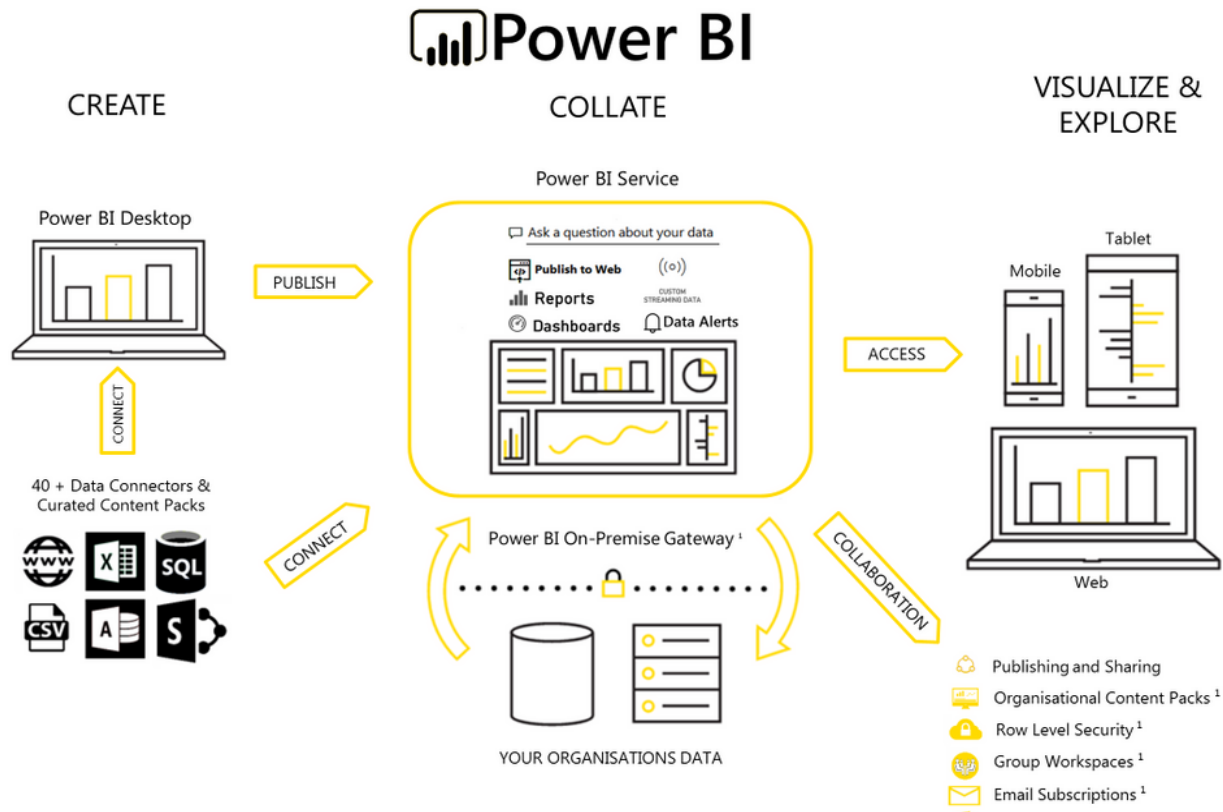 Power BI
CREATE
COLLATE
VISUALIZE &
EXPLORE
Power BI Desktop
PUBLISH
CONNECT
40 + Data Connectors &
Curated Content Packs
WWW
X
SQL
CSV
A
S
CONNECT
Power BI Service
Ask a question about your data
Publish to Web
Reports
CUSTOM
STREAMING DATA
Dashboards
Data Alerts
Power BI On-Premise Gateway ¹
YOUR ORGANISATIONS DATA
ACCESS
COLLABORATION
Mobile
Tablet
Web
Publishing and Sharing
Organisational Content Packs ¹
Row Level Security ¹
Group Workspaces ¹
Email Subscriptions ¹